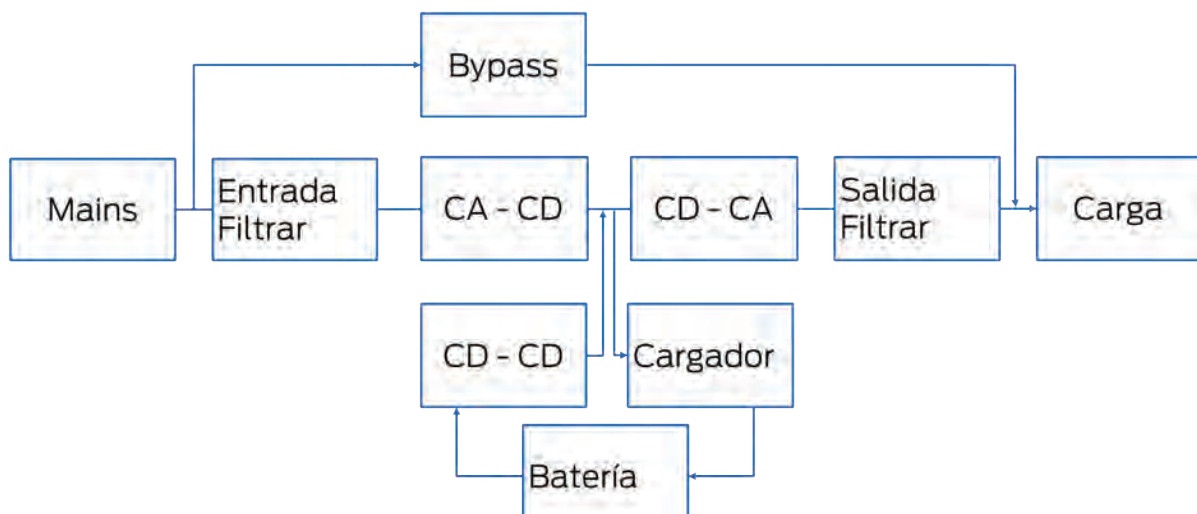 Bypass
Mains
Entrada
Filtrar
CA - CD
CD - CA
Salida
Filtrar
Carga
CD - CD
Cargador
Batería